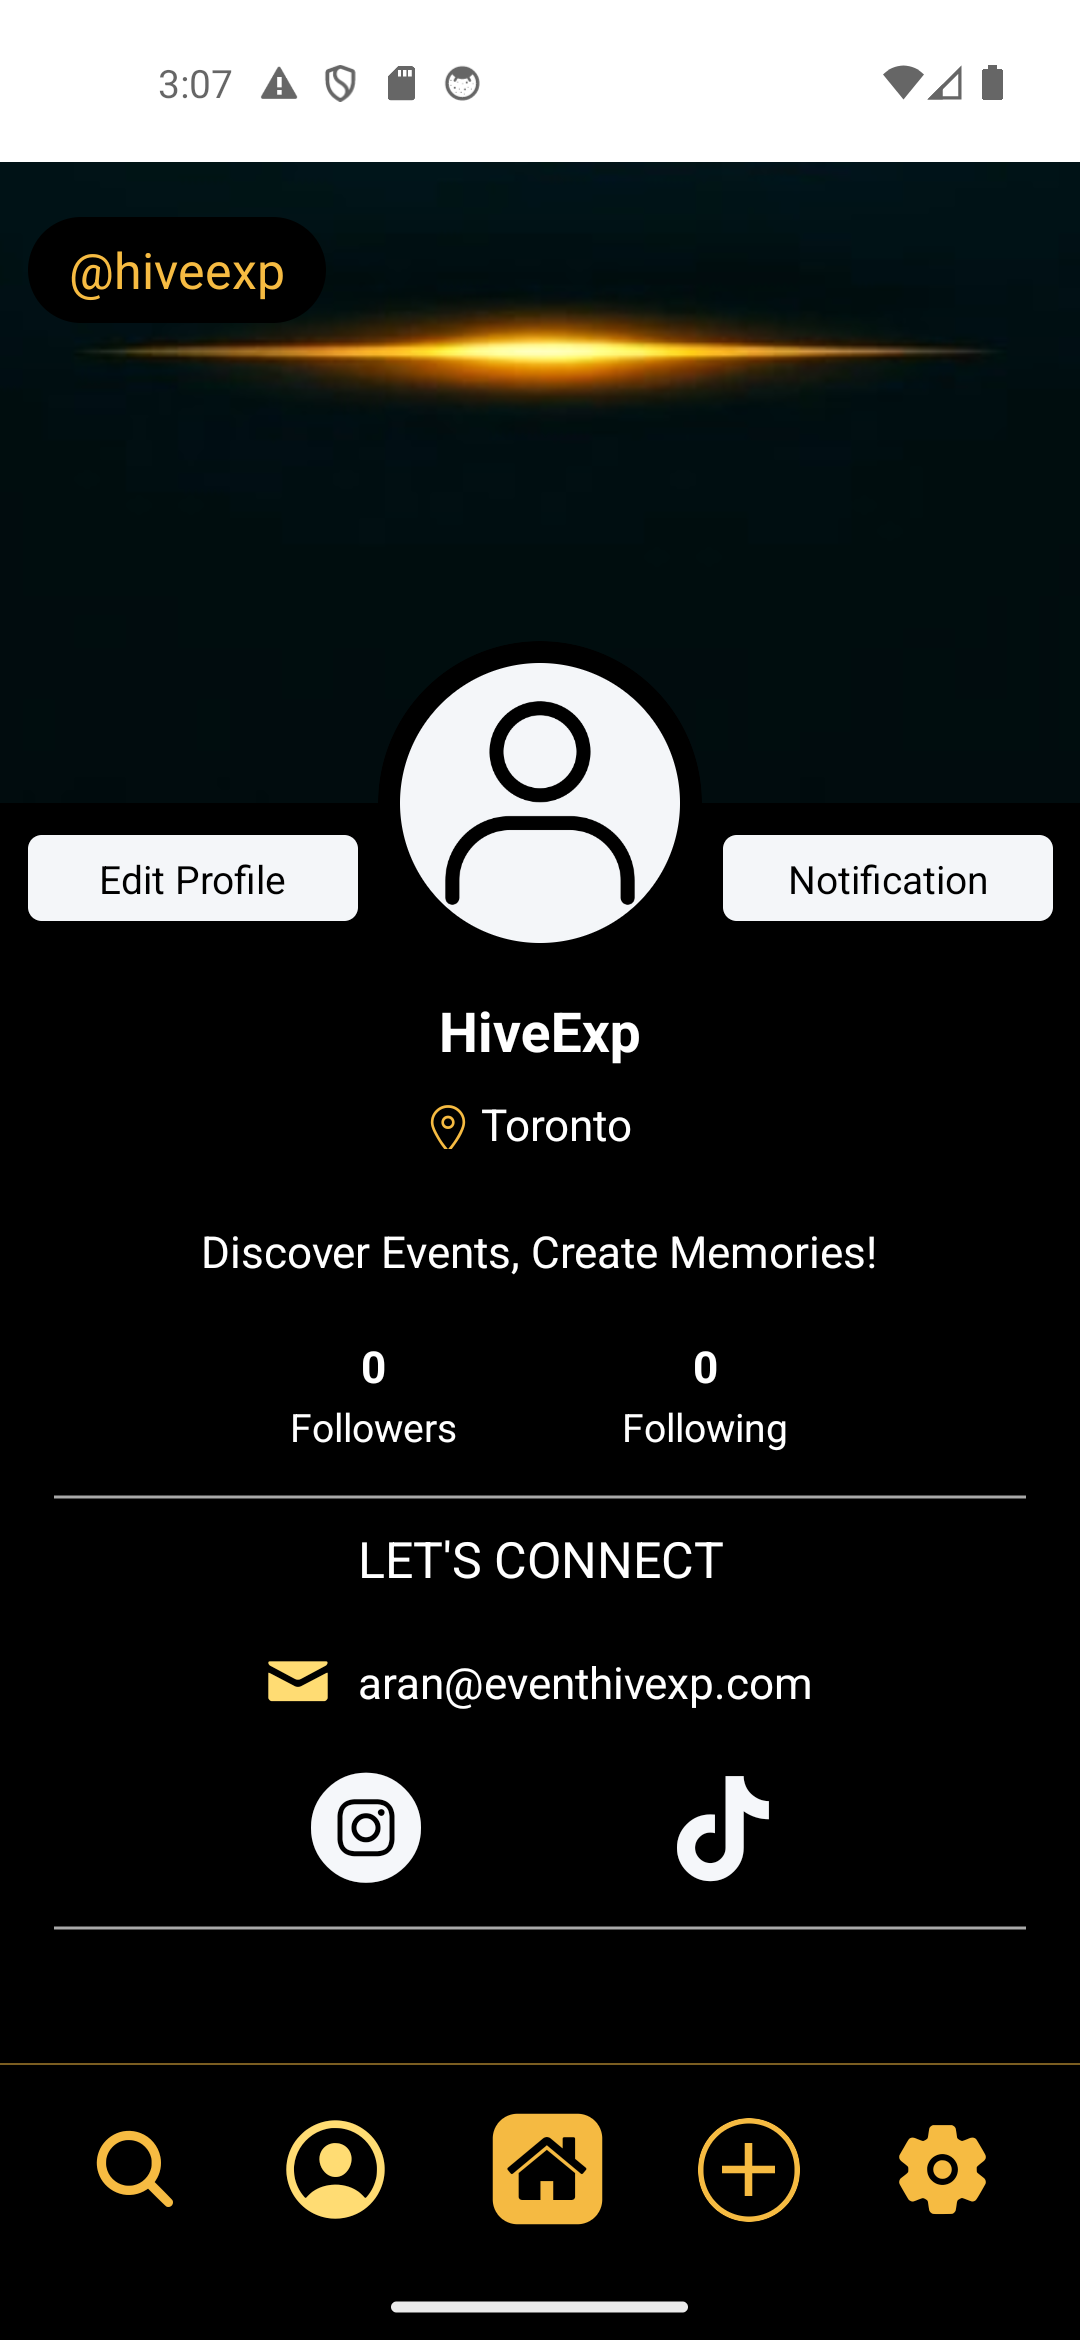 3:07
@hiveexp
Edit Profile
Notification
HiveExp
Toronto
Discover Events, Create Memories!
0
0
Followers
Following
LET'S CONNECT
aran@eventhivexp.com